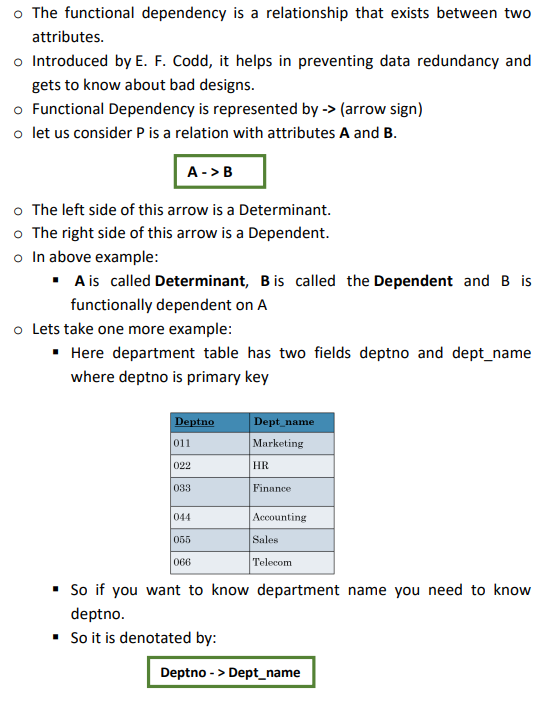 o The functional dependency is a relationship that exists between two
attributes.
o Introduced by E. F. Codd, it helps in preventing data redundancy and
gets to know about bad designs.
o Functional Dependency is represented by -> (arrow sign)
o let us consider P is a relation with attributes A and B.
A - > B
o The left side of this arrow is a Determinant.
o The right side of this arrow is a Dependent.
o In above example:
▪ A is called Determinant, B is called the Dependent and B is
functionally dependent on A
o Lets take one more example:
▪ Here department table has two fields deptno and dept_name
where deptno is primary key
Deptno Dept_name
011 Marketing
022 HR
033 Finance
044 Accounting
055 Sales
066 Telecom
▪ So if you want to know department name you need to know
deptno.
▪ So it is denotated by:
Deptno - > Dept_name